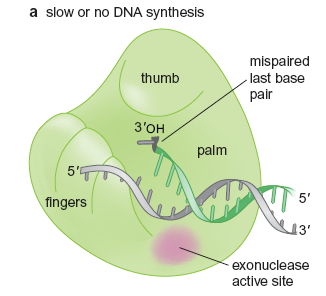 a slow or no DNA synthesis
thumb
mispaired
last base
pair
3′OH
palm
5′
fingers
5′
3′
exonuclease
active site